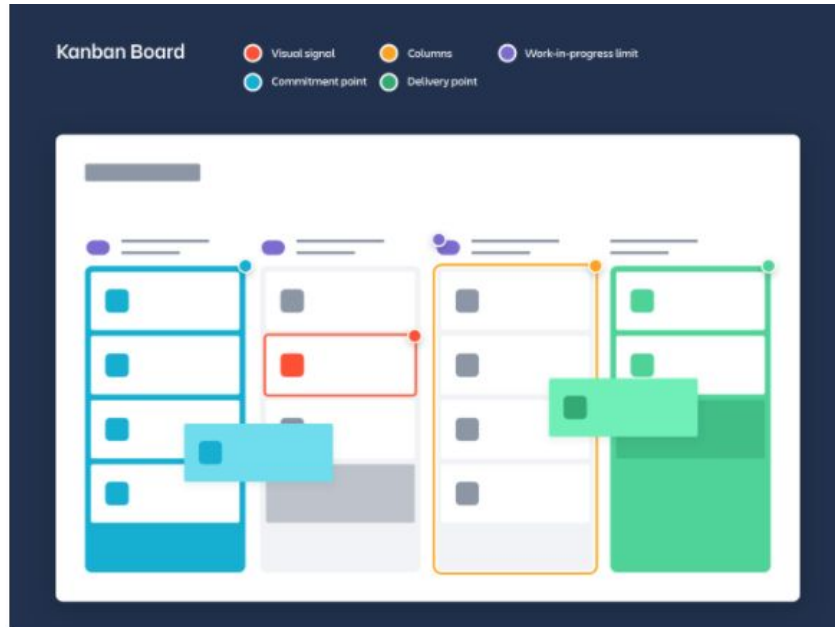 Kanban Board
Visual signal
Columns
Work-in-progress limit
Commitment point
Delivery point